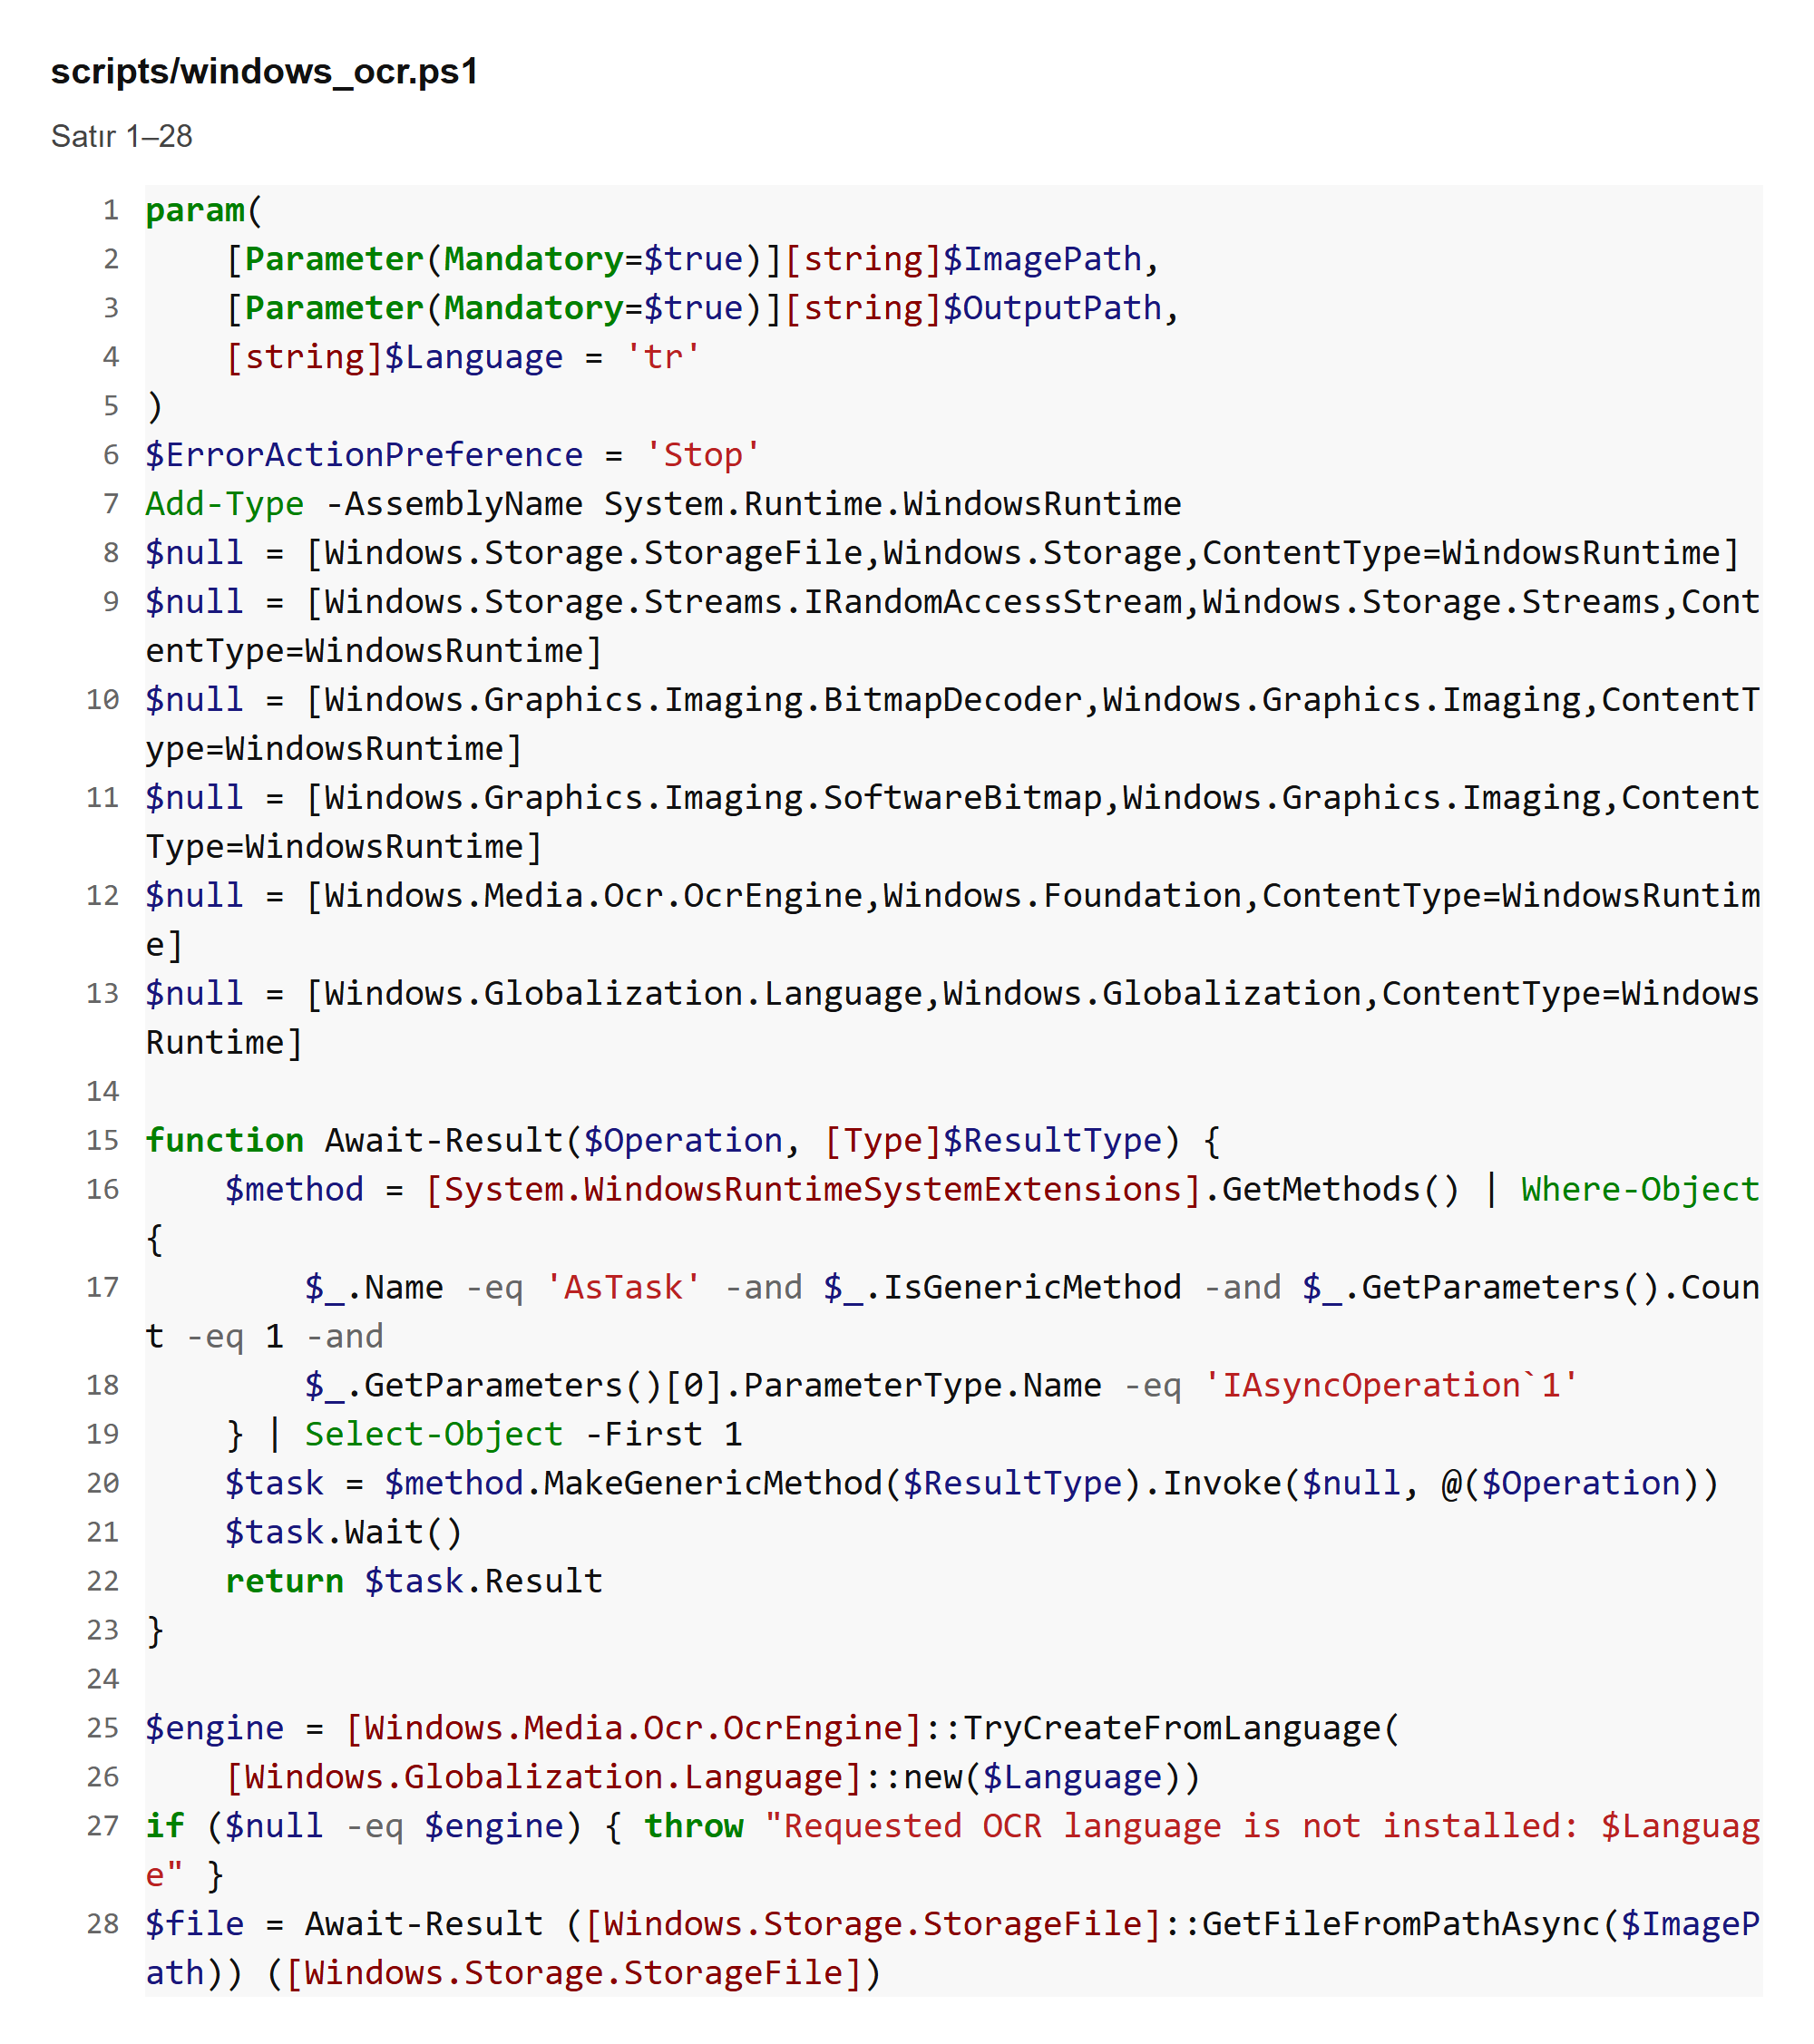 scripts/windows_ocr.ps1
Satır 1–28
1 param(
2     [Parameter(Mandatory=$true)][string]$ImagePath,
3     [Parameter(Mandatory=$true)][string]$OutputPath,
4     [string]$Language = 'tr'
5 )
6 $ErrorActionPreference = 'Stop'
7 Add-Type -AssemblyName System.Runtime.WindowsRuntime
8 $null = [Windows.Storage.StorageFile,Windows.Storage,ContentType=WindowsRuntime]
9 $null = [Windows.Storage.Streams.IRandomAccessStream,Windows.Storage.Streams,Cont
entType=WindowsRuntime]
10 $null = [Windows.Graphics.Imaging.BitmapDecoder,Windows.Graphics.Imaging,ContentT
ype=WindowsRuntime]
11 $null = [Windows.Graphics.Imaging.SoftwareBitmap,Windows.Graphics.Imaging,Content
Type=WindowsRuntime]
12 $null = [Windows.Media.Ocr.OcrEngine,Windows.Foundation,ContentType=WindowsRuntim
e]
13 $null = [Windows.Globalization.Language,Windows.Globalization,ContentType=Windows
Runtime]
14
15 function Await-Result($Operation, [Type]$ResultType) {
16     $method = [System.WindowsRuntimeSystemExtensions].GetMethods() | Where-Object
{
17         $_.Name -eq 'AsTask' -and $_.IsGenericMethod -and $_.GetParameters().Coun
t -eq 1 -and
18         $_.GetParameters()[0].ParameterType.Name -eq 'IAsyncOperation`1'
19     } | Select-Object -First 1
20     $task = $method.MakeGenericMethod($ResultType).Invoke($null, @($Operation))
21     $task.Wait()
22     return $task.Result
23 }
24
25 $engine = [Windows.Media.Ocr.OcrEngine]::TryCreateFromLanguage(
26     [Windows.Globalization.Language]::new($Language))
27 if ($null -eq $engine) { throw "Requested OCR language is not installed: $Languag
e" }
28 $file = Await-Result ([Windows.Storage.StorageFile]::GetFileFromPathAsync($ImageP
ath)) ([Windows.Storage.StorageFile])